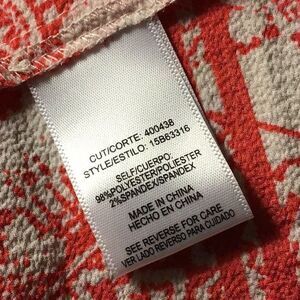 CUT/CORTE: 400438
STYLE/ESTILO: 15B63316
SELF/CUERPO:
98%POLYESTER/POLIESTER
2%SPANDEX/SPANDEX
MADE IN CHINA
HECHO EN CHINA
SEE REVERSE FOR CARE
VER LADO REVERSO PARA CUIDADO